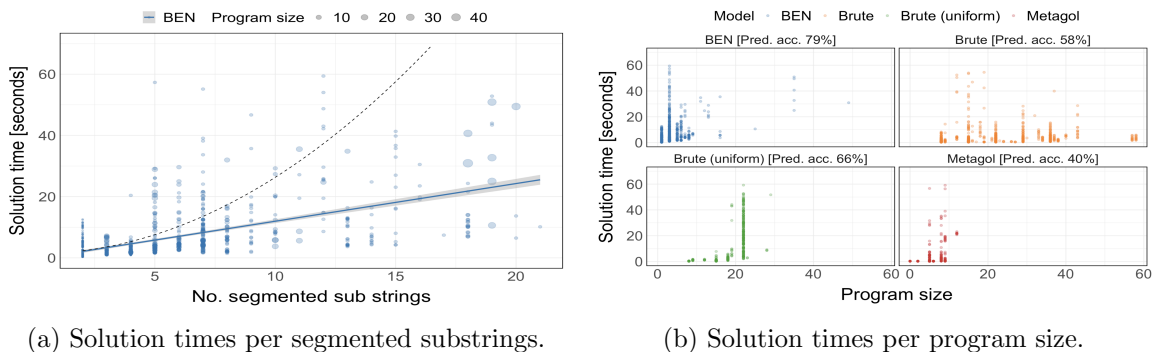 BEN Program size 10 20 30 40
Solution time [seconds]
60
40
20
0
5 10 15 20
No. segmented sub strings
(a) Solution times per segmented substrings.
Model BEN Brute Brute (uniform) Metagol
BEN [Pred. acc. 79%] Brute [Pred. acc. 58%]
Solution time [seconds]
60
40
20
0
Brute (uniform) [Pred. acc. 66%] Metagol [Pred. acc. 40%]
60
40
20
0
0 20 40 60 0 20 40 60
Program size
(b) Solution times per program size.